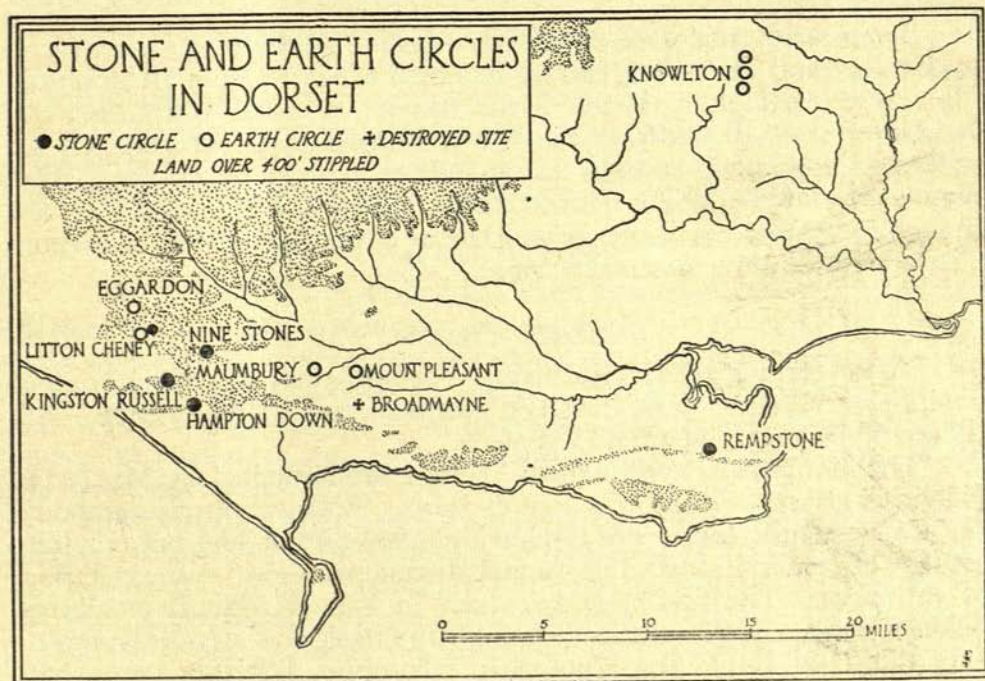 STONE AND EARTH CIRCLES
IN DORSET
STONE CIRCLE EARTH CIRCLE DESTROYED SITE
LAND OVER 400' STIPPLED
KNOWLTON
EGGARDON
NINE STONES
LITTON CHENEY
MAUMBURY
MOUNT PLEASANT
KINGSTON RUSSELL
BROADMAYNE
HAMPTON DOWN
REMPSTONE
0 5 10 15 20 MILES